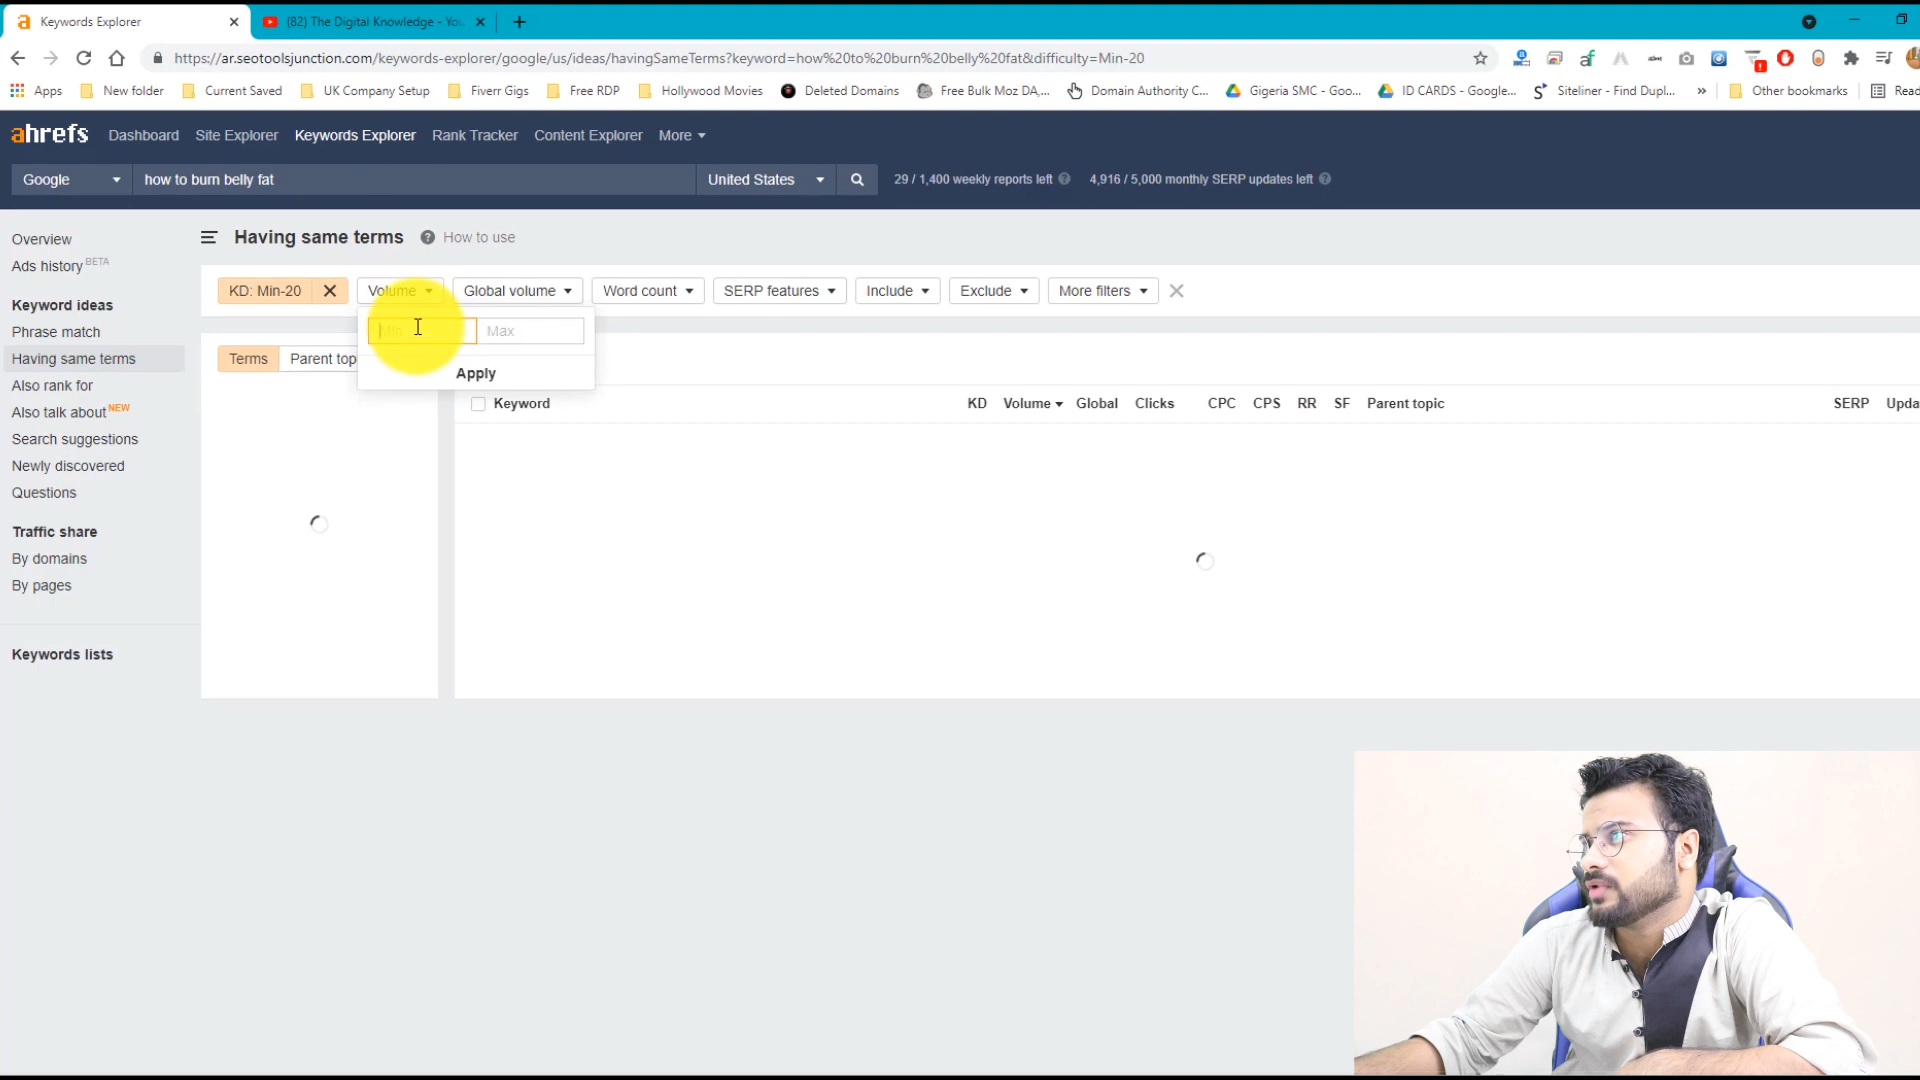 Keywords Explorer
(82) The Digital Knowledge - You
https://ar.seotoolsjunction.com/keywords-explorer/google/us/ideas/havingSameTerms?keyword=how%20to%20burn%20belly%20fat&difficulty=Min-20
Apps New folder Current Saved UK Company Setup Fiverr Gigs Free RDP Hollywood Movies Deleted Domains Free Bulk Moz DA,... Domain Authority C... Gigeria SMC - Goo... ID CARDS - Google... Siteliner - Find Dupl... » Other bookmarks Read
ahrefs Dashboard Site Explorer Keywords Explorer Rank Tracker Content Explorer More
Google how to burn belly fat United States 29 / 1,400 weekly reports left 4,916 / 5,000 monthly SERP updates left
Overview
Ads history BETA
Keyword ideas
Phrase match
Having same terms
Also rank for
Also talk about NEW
Search suggestions
Newly discovered
Questions
Traffic share
By domains
By pages
Keywords lists
Having same terms ? How to use
KD: Min-20 Volume Global volume Word count SERP features Include Exclude More filters
Min Max
Apply
Terms Parent top
Keyword KD Volume Global Clicks CPC CPS RR SF Parent topic SERP Upda